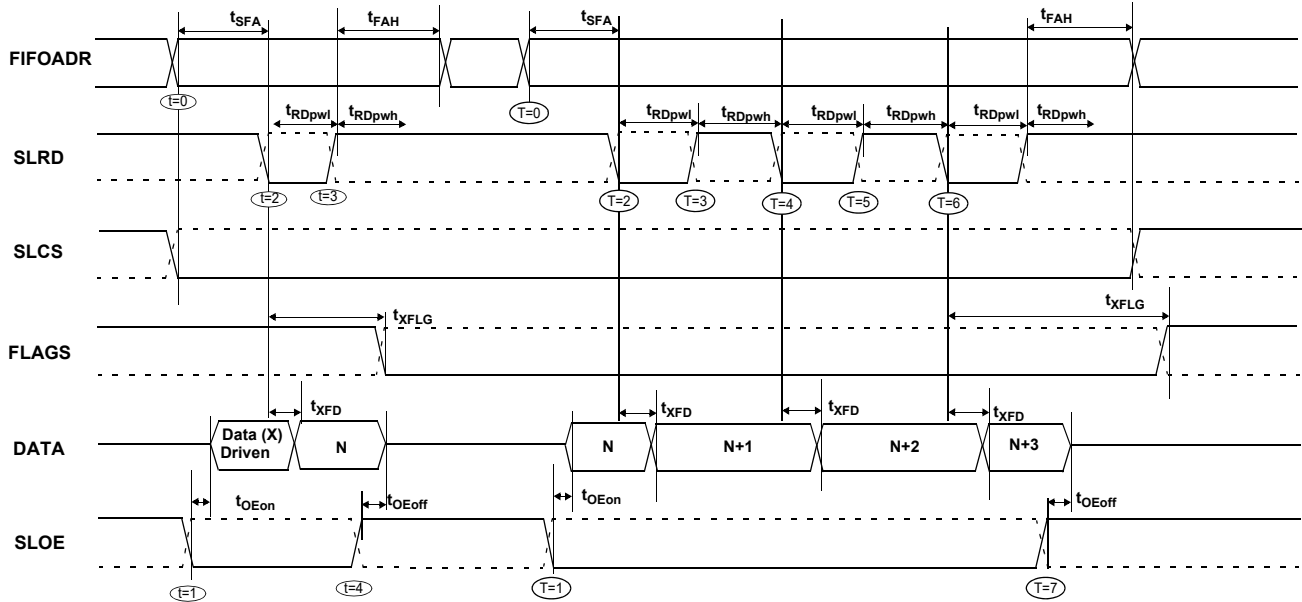 tSFA tFAH tSFA tFAH
FIFOADR
t=0 T=0
tRDpwl tRDpwh tRDpwl tRDpwh tRDpwl tRDpwh tRDpwl tRDpwh
SLRD
t=2 t=3 T=2 T=3 T=4 T=5 T=6
SLCS
tXFLG tXFLG
FLAGS
tXFD tXFD tXFD tXFD
DATA
Data (X)
Driven
N N N+1 N+2 N+3
tOEon tOEoff tOEon tOEoff
SLOE
t=1 t=4 T=1 T=7